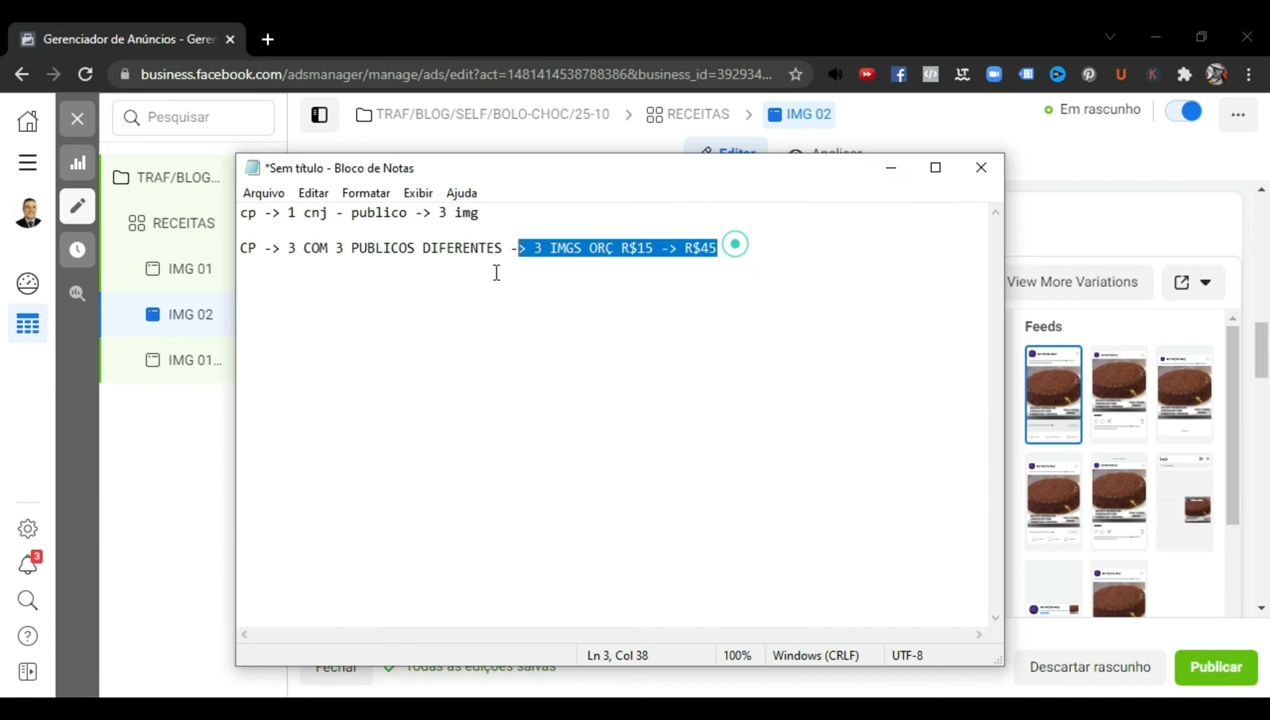 Gerenciador de Anúncios - Geren
business.facebook.com/adsmanager/manage/ads/edit?act=1481414538788386&business_id=392934...
Pesquisar
TRAF/BLOG/SELF/BOLO-CHOC/25-10
RECEITAS
IMG 02
Em rascunho
Editar
Analisar
TRAF/BLOG...
RECEITAS
IMG 01
IMG 02
IMG 01...
*Sem título - Bloco de Notas
Arquivo Editar Formatar Exibir Ajuda
cp -> 1 cnj - publico -> 3 img
CP -> 3 COM 3 PUBLICOS DIFERENTES -> 3 IMGS ORÇ R$15 -> R$45
Ln 3, Col 38
100%
Windows (CRLF)
UTF-8
View More Variations
Feeds
3
Fechar
Todas as edições salvas
Descartar rascunho
Publicar